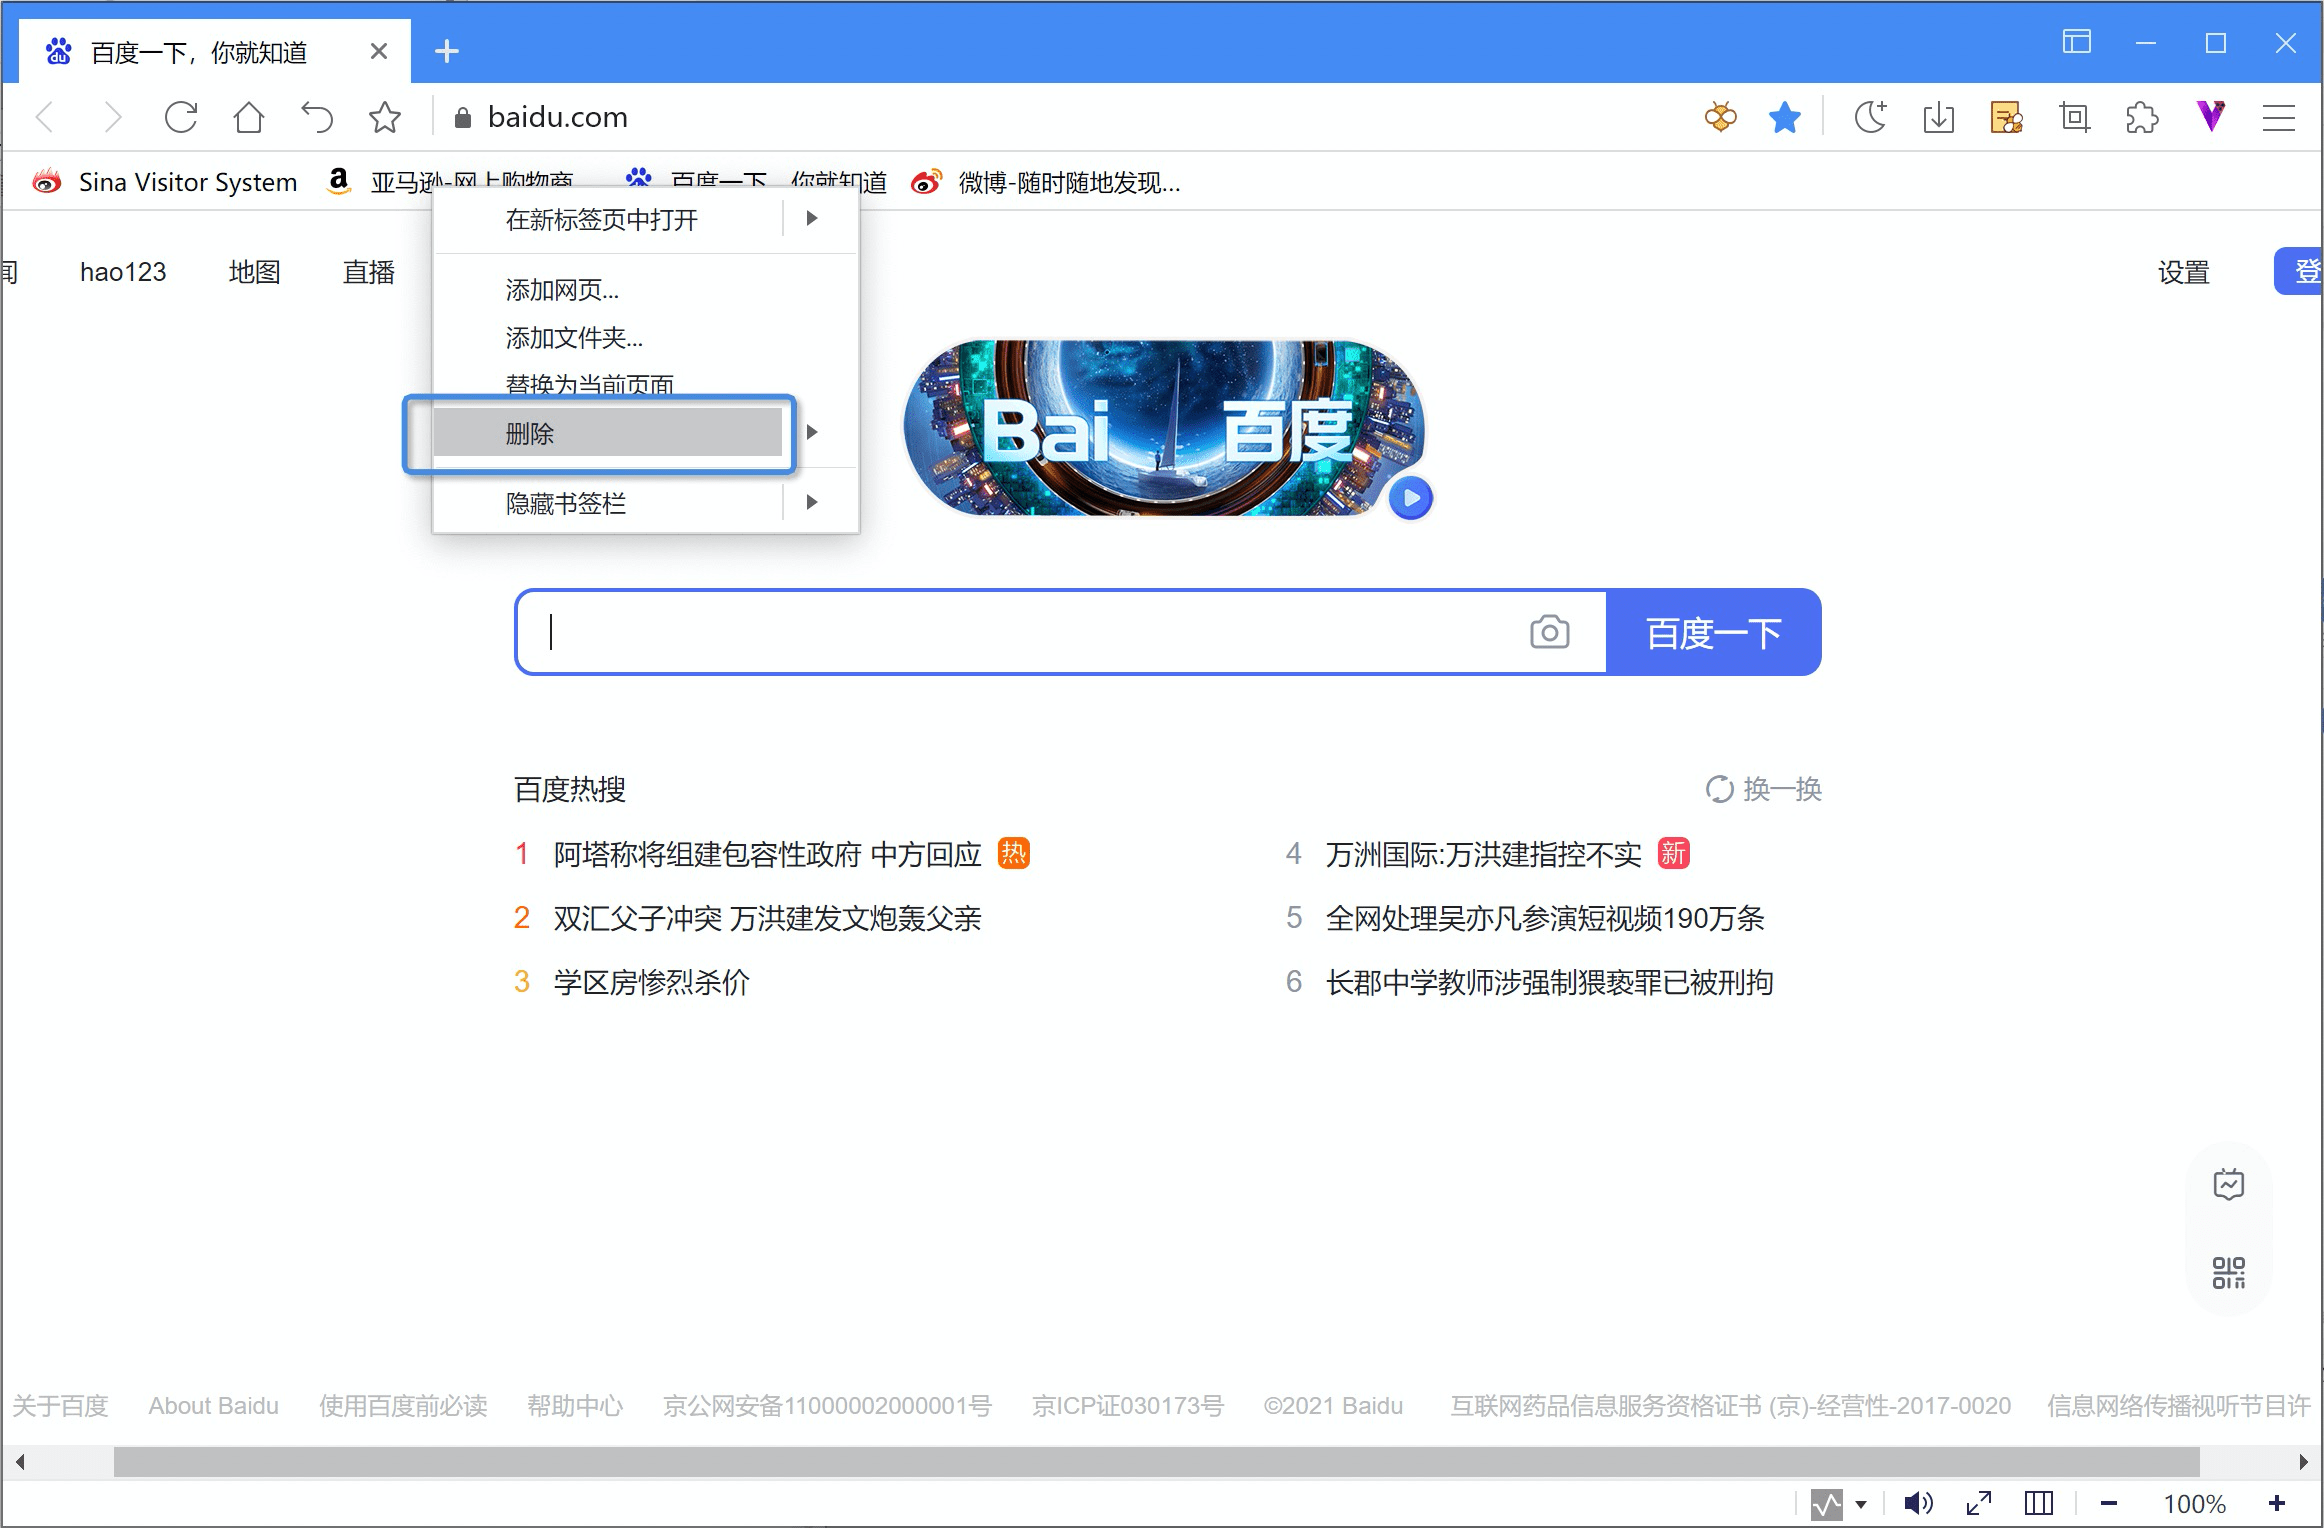 百度一下，你就知道
baidu.com
Sina Visitor System 亚马逊-网上购物商 百度一下，你就知道 微博-随时随地发现...
在新标签页中打开
添加网页...
添加文件夹...
替换为当前页面
删除
隐藏书签栏
闻 hao123 地图 直播 设置 登
Bai 百度
百度一下
百度热搜 换一换
1 阿塔称将组建包容性政府 中方回应 热
2 双汇父子冲突 万洪建发文炮轰父亲
3 学区房惨烈杀价
4 万洲国际:万洪建指控不实 新
5 全网处理吴亦凡参演短视频190万条
6 长郡中学教师涉强制猥亵罪已被刑拘
关于百度 About Baidu 使用百度前必读 帮助中心 京公网安备11000002000001号 京ICP证030173号 ©2021 Baidu 互联网药品信息服务资格证书 (京)-经营性-2017-0020 信息网络传播视听节目许
100%